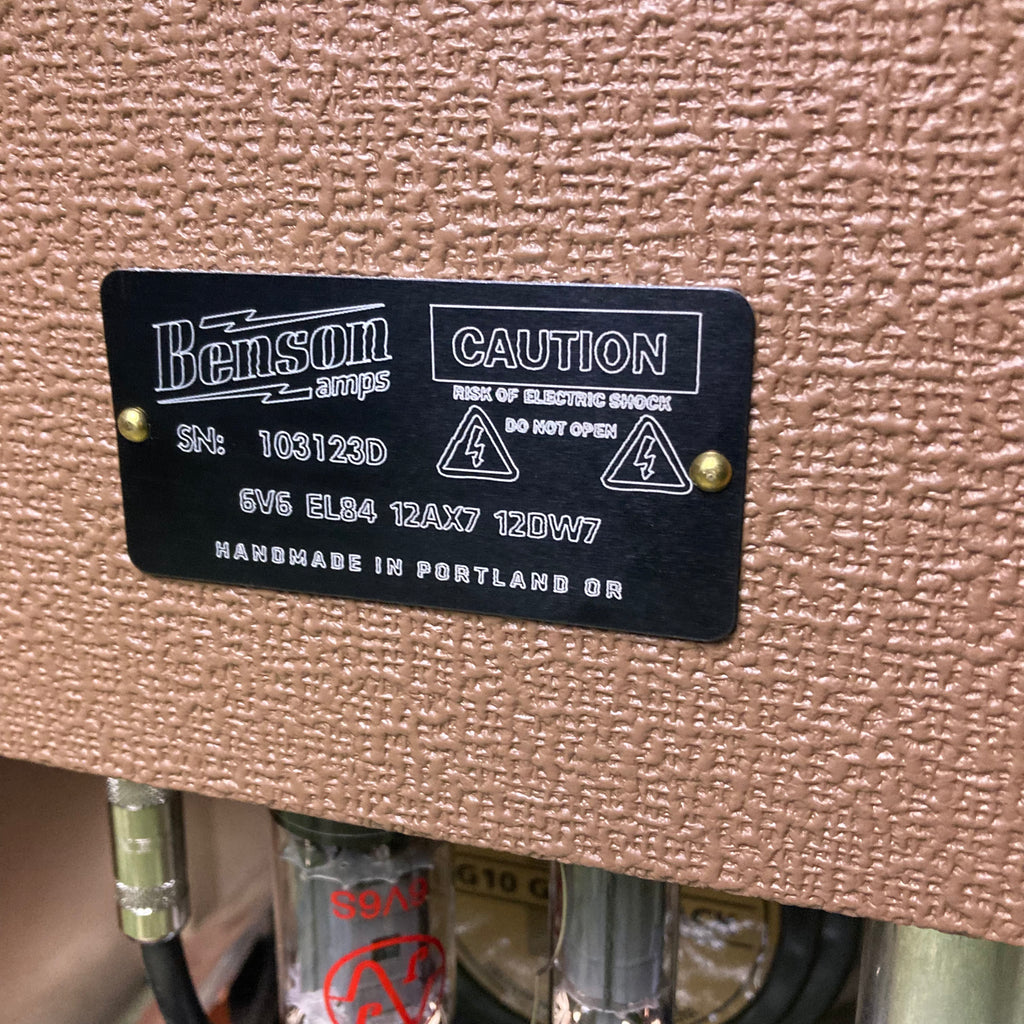 Benson
amps
SN: 103123D
CAUTION
RISK OF ELECTRIC SHOCK
DO NOT OPEN
6V6 EL84 12AX7 12DW7
HANDMADE IN PORTLAND OR
6V6S
G10 G